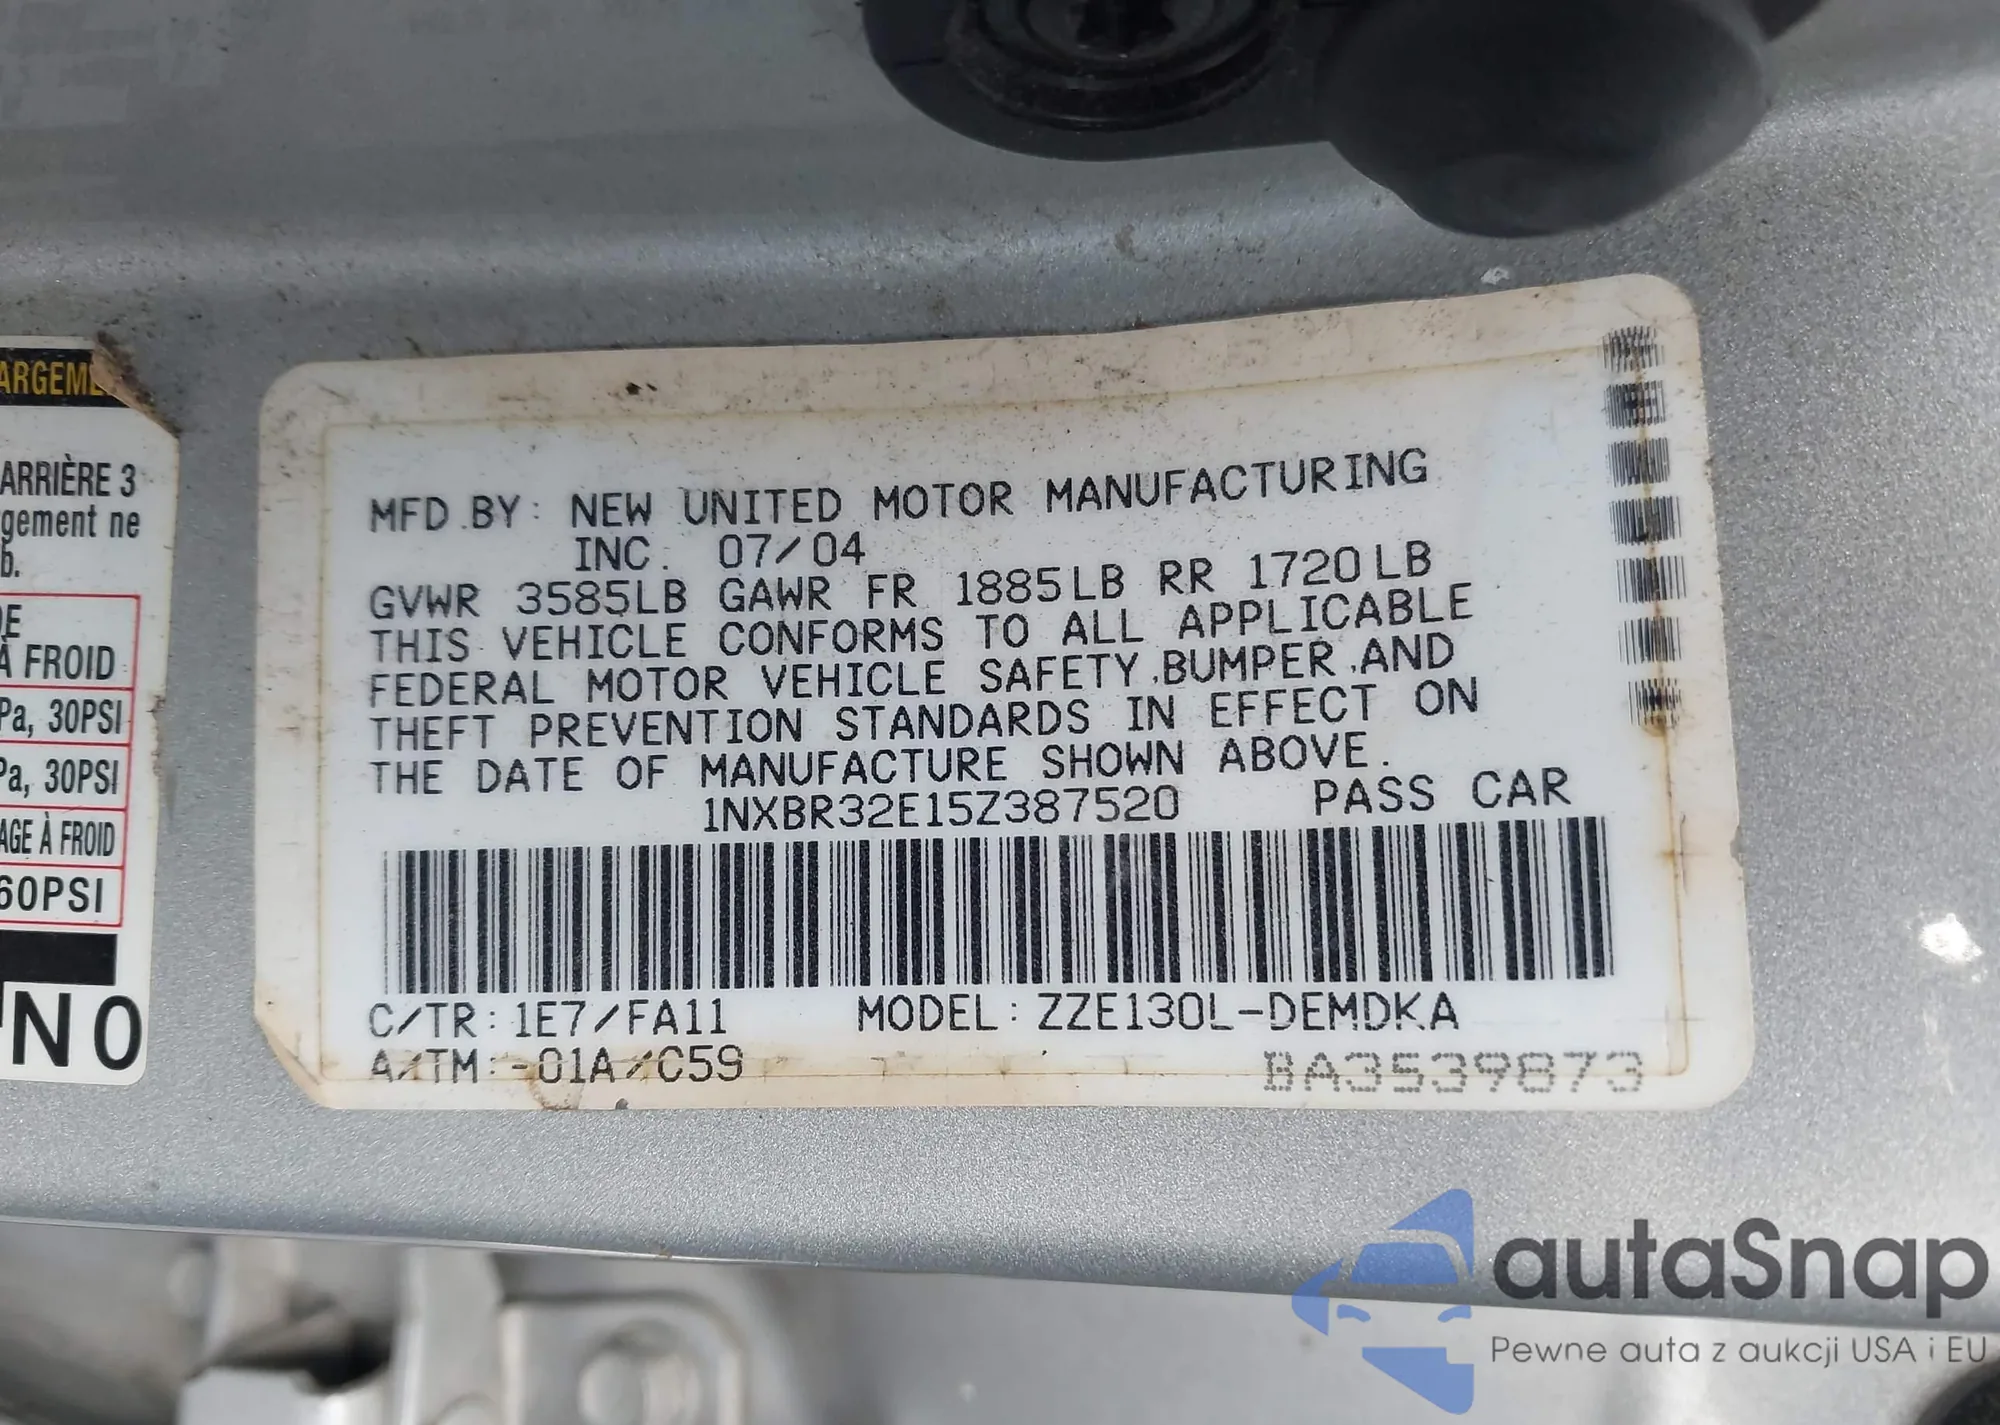 ARGEM
ARRIÈRE 3
gement ne
b.
DE
À FROID
Pa, 30PSI
Pa, 30PSI
AGE À FROID
60PSI
N0
MFD.BY: NEW UNITED MOTOR MANUFACTURING
INC. 07/04
GVWR 3585LB GAWR FR 1885LB RR 1720LB
THIS VEHICLE CONFORMS TO ALL APPLICABLE
FEDERAL MOTOR VEHICLE SAFETY,BUMPER,AND
THEFT PREVENTION STANDARDS IN EFFECT ON
THE DATE OF MANUFACTURE SHOWN ABOVE.
1NXBR32E15Z387520 PASS CAR
C/TR:1E7/FA11 MODEL:ZZE130L-DEMDKA
A/TM:-01A/C59 BA3539873
autaSnap
Pewne auta z aukcji USA i EU